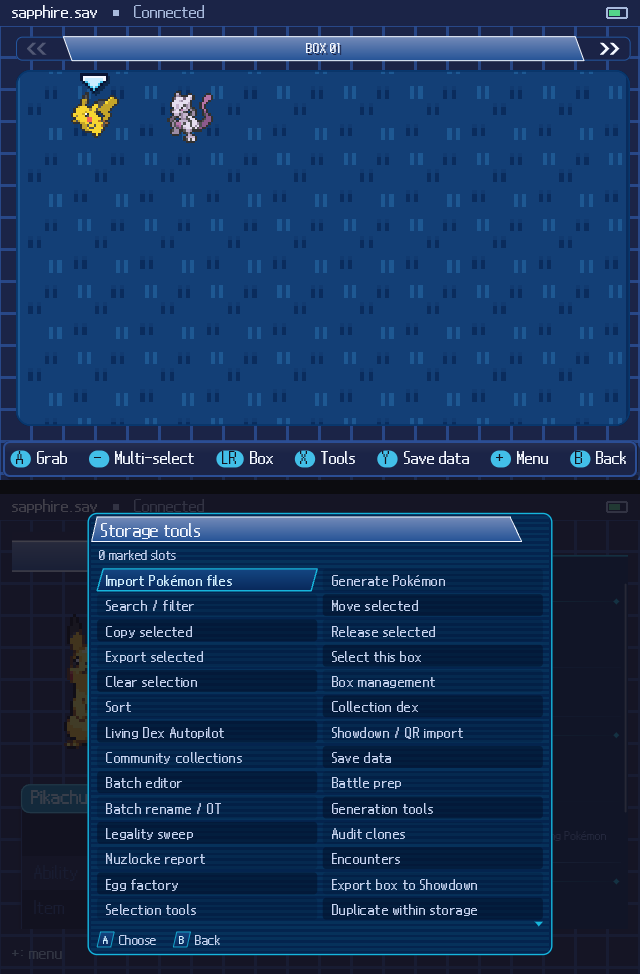 sapphire.sav ▪ Connected
BOX 01
A Grab − Multi-select LR Box X Tools Y Save data + Menu B Back
sapphire.sav ▪ Connected
Storage tools
0 marked slots
Import Pokémon files Generate Pokémon
Search / filter Move selected
Copy selected Release selected
Export selected Select this box
Clear selection Box management
Sort Collection dex
Living Dex Autopilot Showdown / QR import
Community collections Save data
Batch editor Battle prep
Batch rename / OT Generation tools
Legality sweep Audit clones
Nuzlocke report Encounters
Egg factory Export box to Showdown
Selection tools Duplicate within storage
A Choose B Back
Pikachu
Pokémon
Ability
Item
+: menu